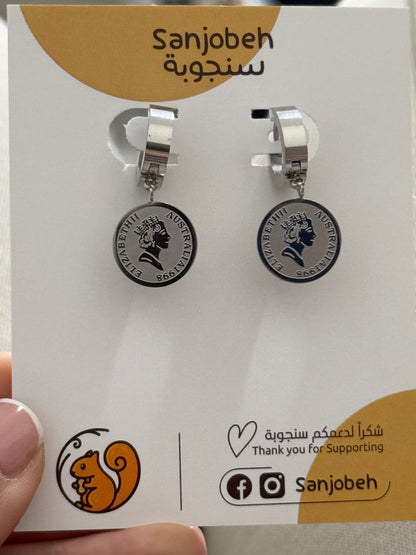 Sanjobeh
سنجوبة
ELIZABETH II AUSTRALIA 1998
ELIZABETH II AUSTRALIA 1998
شكراً لدعمكم سنجوبة
Thank you for Supporting
Sanjobeh